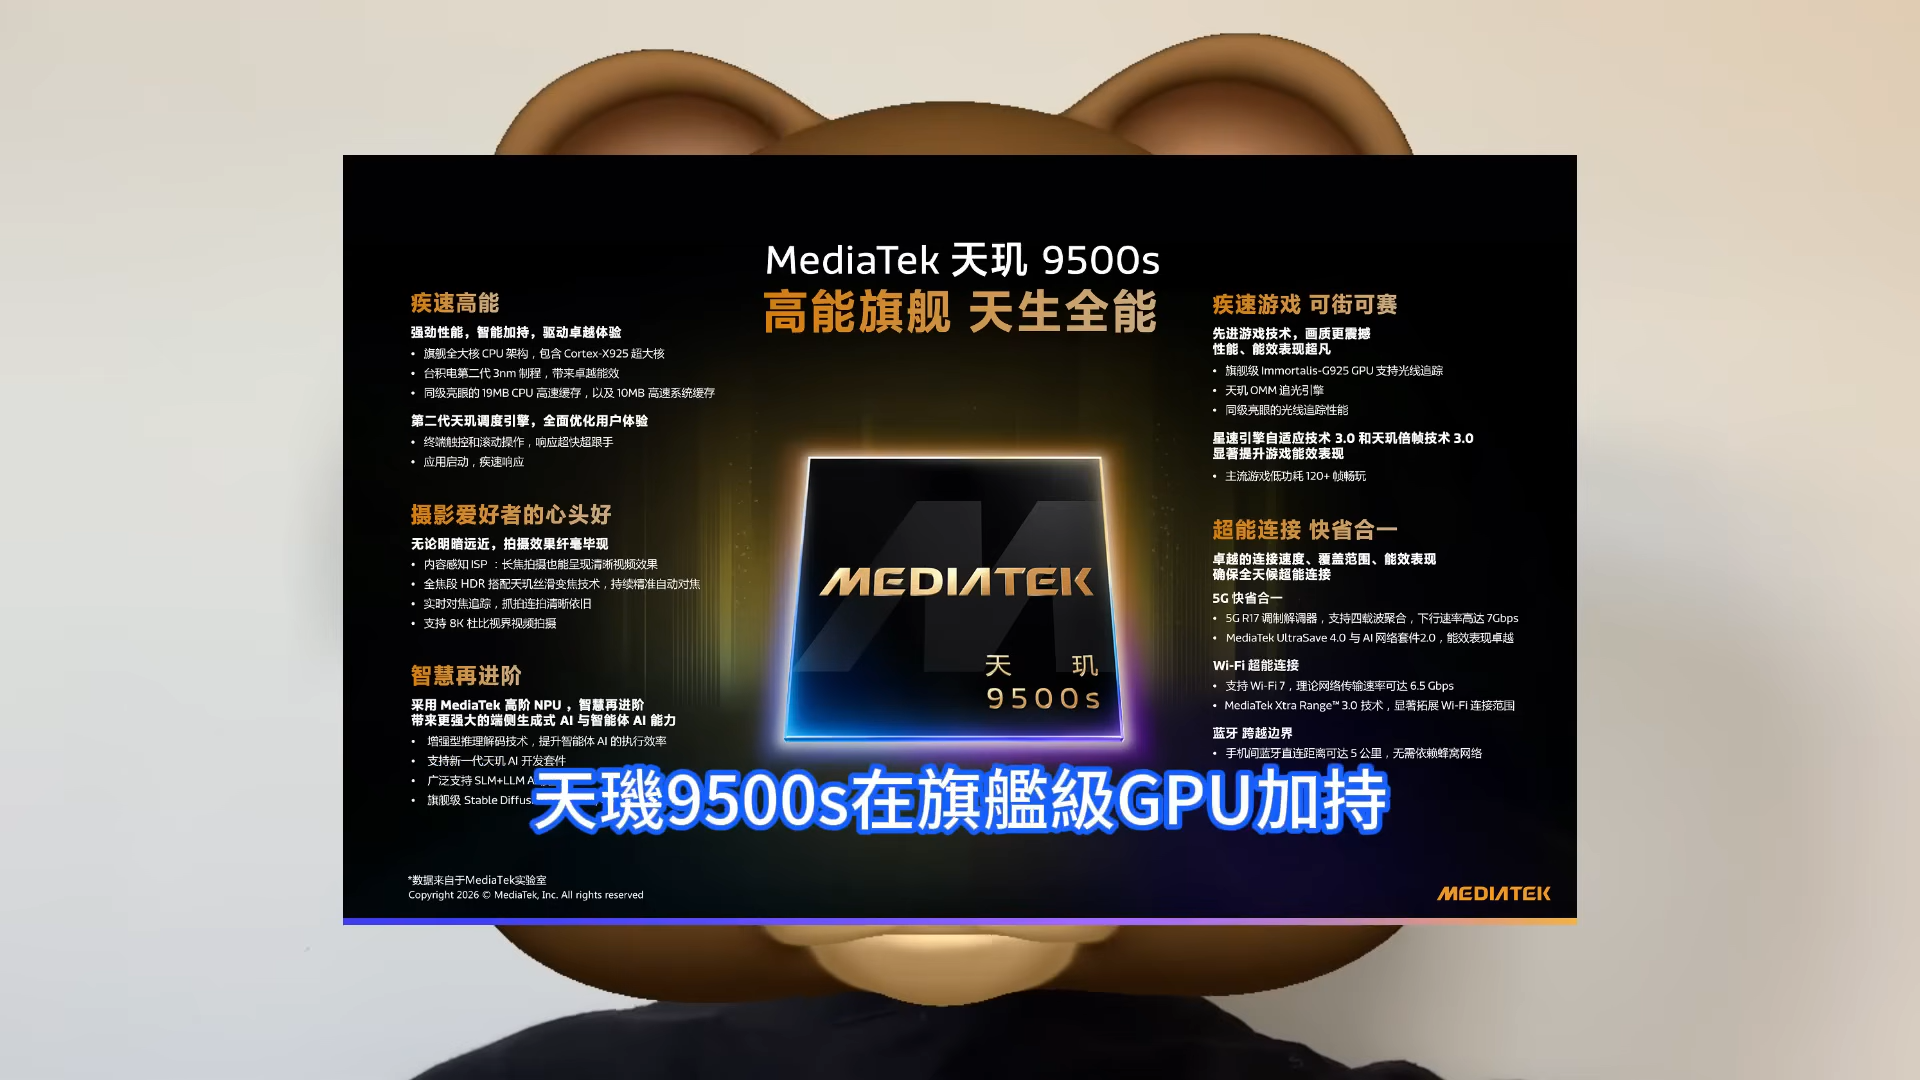 MediaTek 天玑 9500s
高能旗舰 天生全能
疾速高能
强劲性能，智能加持，驱动卓越体验
• 旗舰全大核 CPU 架构，包含 Cortex-X925 超大核
• 台积电第二代 3nm 制程，带来卓越能效
• 同级亮眼的 19MB CPU 高速缓存，以及 10MB 高速系统缓存
第二代天玑调度引擎，全面优化用户体验
• 终端触控和滚动操作，响应超快超跟手
• 应用启动，疾速响应
摄影爱好者的心头好
无论明暗远近，拍摄效果纤毫毕现
• 内容感知 ISP ：长焦拍摄也能呈现清晰视频效果
• 全焦段 HDR 搭配天玑丝滑变焦技术，持续精准自动对焦
• 实时对焦追踪，抓拍连拍清晰依旧
• 支持 8K 杜比视界视频拍摄
智慧再进阶
采用 MediaTek 高阶 NPU ，智慧再进阶
带来更强大的端侧生成式 AI 与智能体 AI 能力
• 增强型推理解码技术，提升智能体 AI 的执行效率
• 支持新一代天玑 AI 开发套件
• 广泛支持 SLM+LLM
• 旗舰级 Stable
MEDIATEK
天玑
9500s
疾速游戏 可街可赛
先进游戏技术，画质更震撼
性能、能效表现超凡
• 旗舰级 Immortalis-G925 GPU 支持光线追踪
• 天玑 OMM 追光引擎
• 同级亮眼的光线追踪性能
星速引擎自适应技术 3.0 和天玑倍帧技术 3.0
显著提升游戏能效表现
• 主流游戏低功耗 120+ 帧畅玩
超能连接 快省合一
卓越的连接速度、覆盖范围、能效表现
确保全天候超能连接
5G 快省合一
• 5G R17 调制解调器，支持四载波聚合，下行速率高达 7Gbps
• MediaTek UltraSave 4.0 与 AI 网络套件2.0，能效表现卓越
Wi-Fi 超能连接
• 支持 Wi-Fi 7，理论网络传输速率可达 6.5 Gbps
• MediaTek Xtra Range™ 3.0 技术，显著拓展 Wi-Fi 连接范围
蓝牙 跨越边界
• 手机间蓝牙直连距离可达 5 公里，无需依赖蜂窝网络
天璣9500s在旗艦級GPU加持
*数据来自于MediaTek实验室
Copyright 2026 © MediaTek, Inc. All rights reserved
MEDIATEK